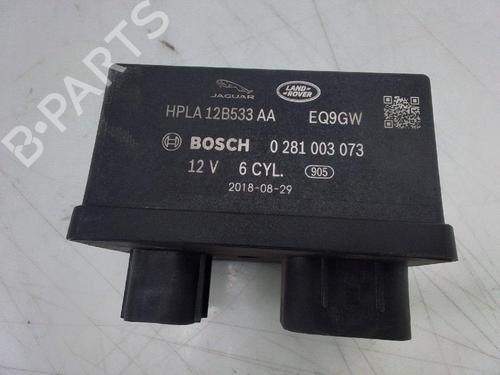 JAGUAR
LAND
ROVER
HPLA 12B533 AA EQ9GW
BOSCH 0 281 003 073
12 V 6 CYL. 905
2018-08-29
B-PARTS